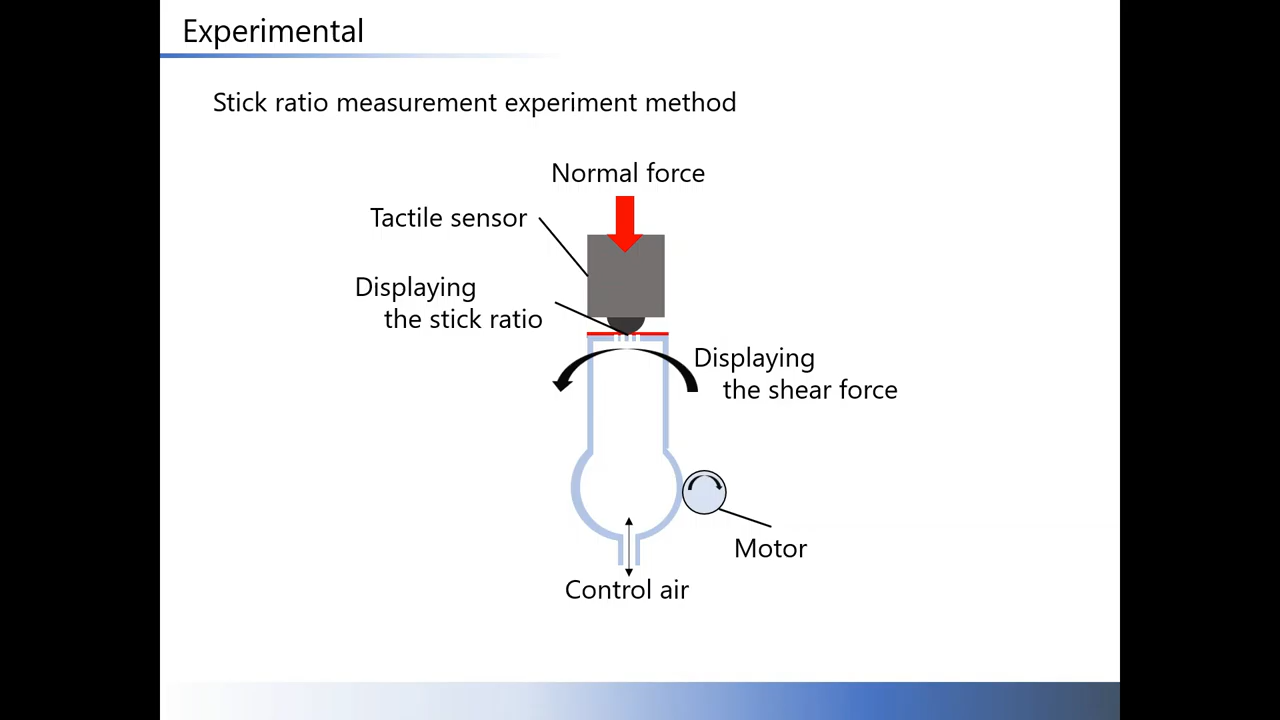 Experimental
Stick ratio measurement experiment method
Normal force
Tactile sensor
Displaying
the stick ratio
Displaying
the shear force
Motor
Control air